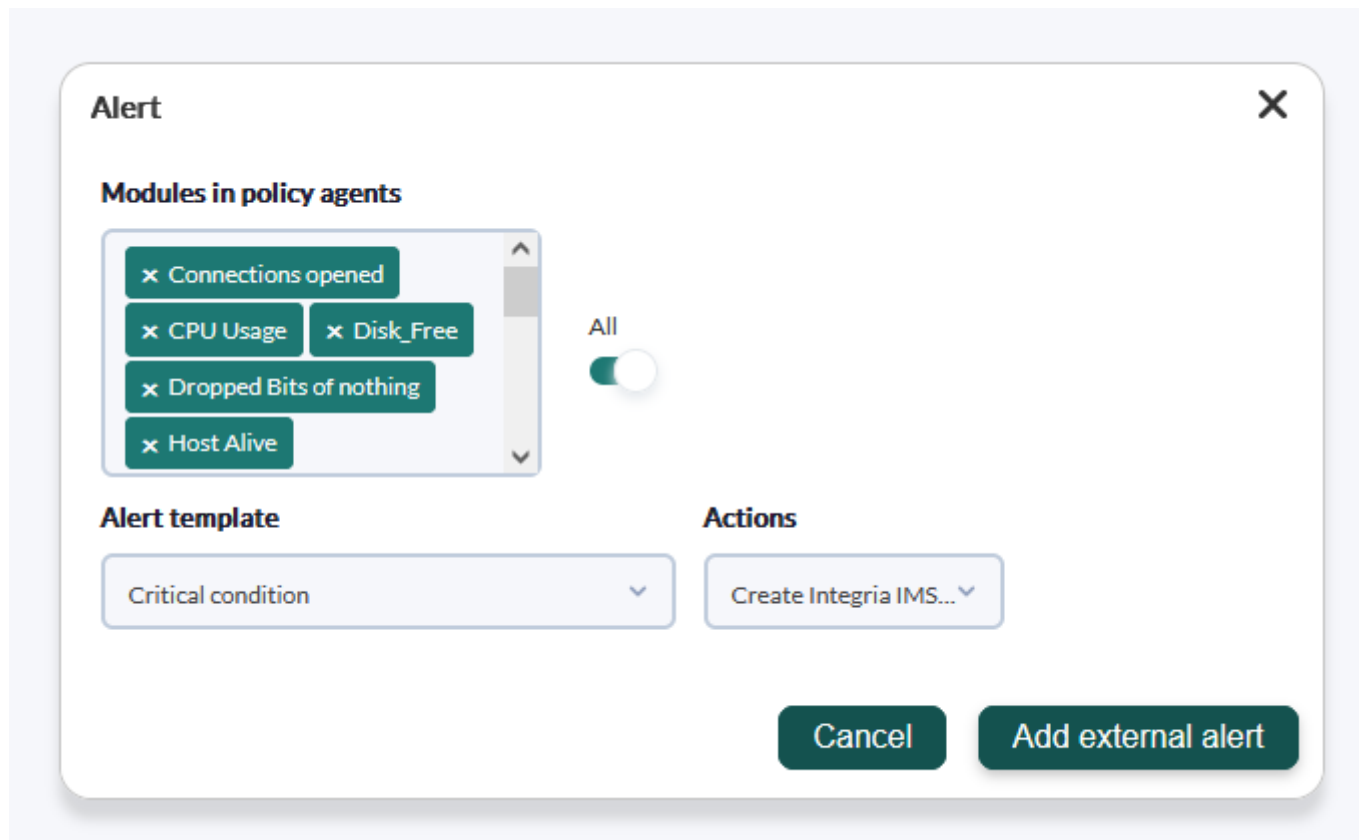 Alert
Modules in policy agents
× Connections opened
× CPU Usage × Disk_Free
× Dropped Bits of nothing
× Host Alive
All
Alert template
Actions
Critical condition
Create Integria IMS...
Cancel
Add external alert